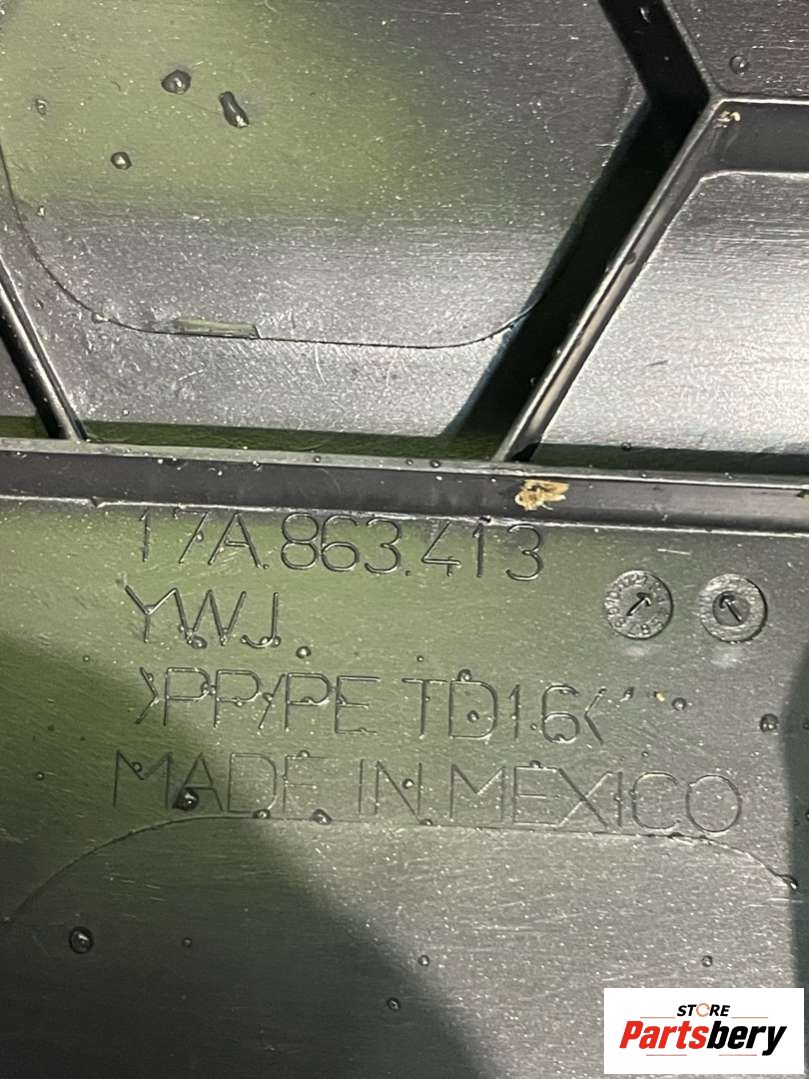 17A.863.413
YWJ
>PP/PE TD16<
MADE IN MEXICO
STORE
Partsbery